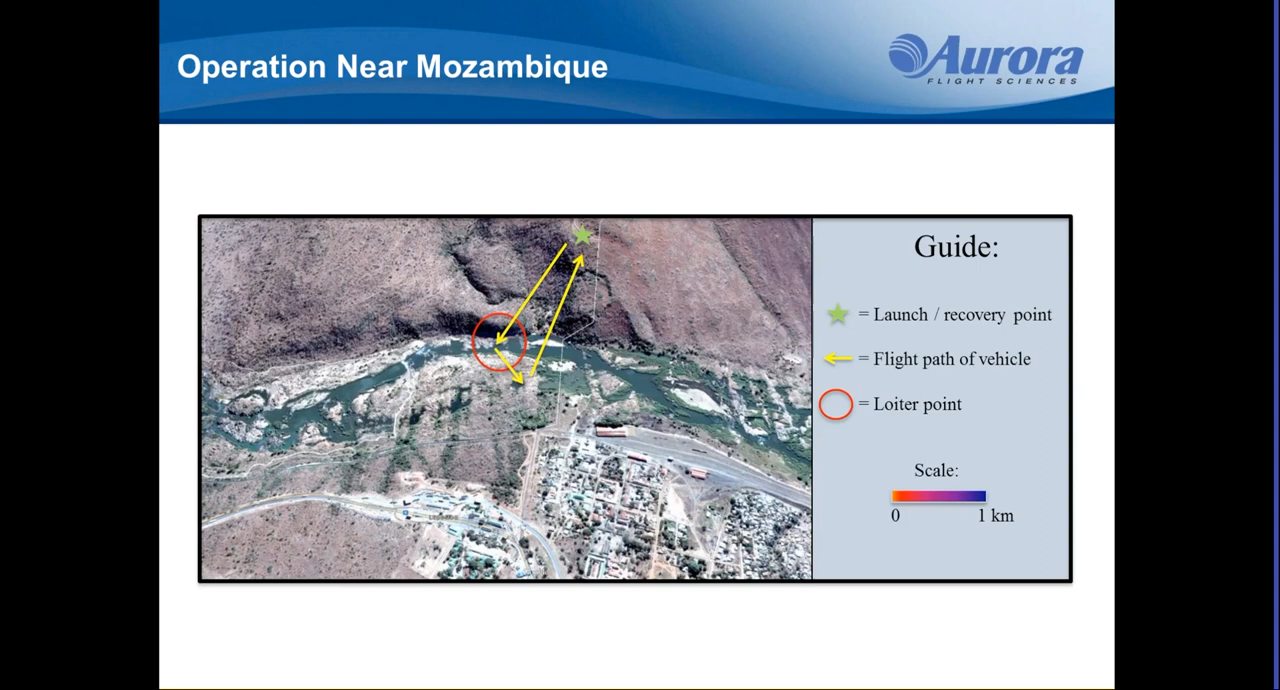 Operation Near Mozambique
Aurora
FLIGHT SCIENCES
Guide:
= Launch / recovery point
= Flight path of vehicle
= Loiter point
Scale:
0 1 km